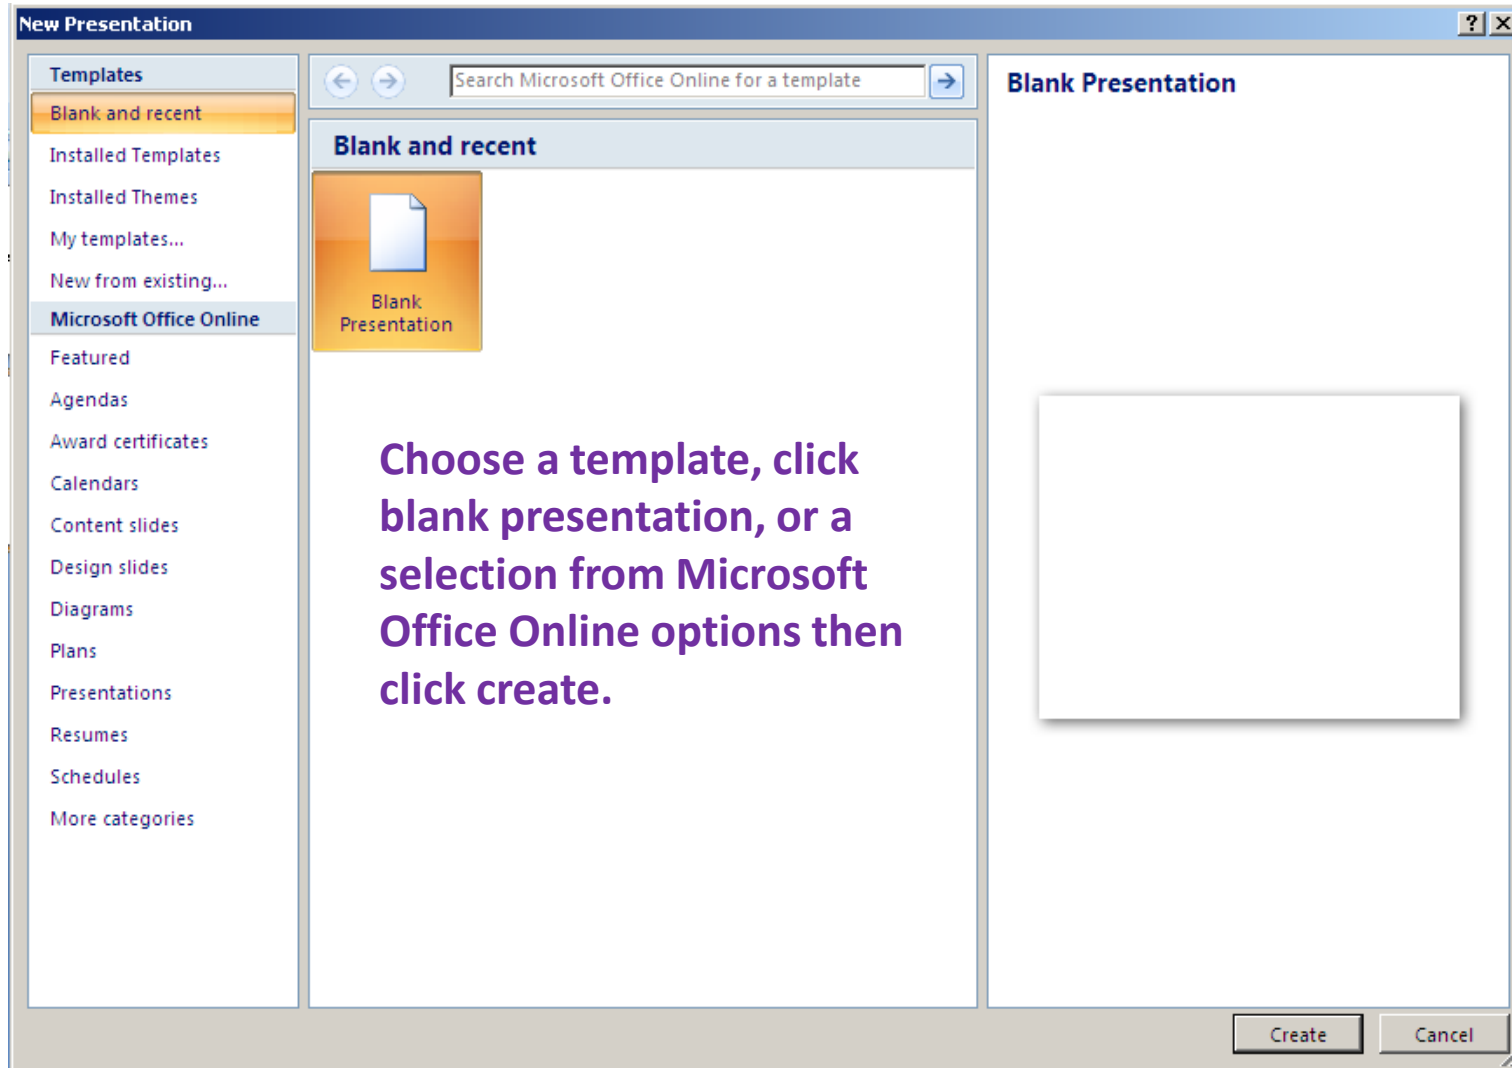 New Presentation
Templates
Blank and recent
Installed Templates
Installed Themes
My templates...
New from existing...
Microsoft Office Online
Featured
Agendas
Award certificates
Calendars
Content slides
Design slides
Diagrams
Plans
Presentations
Resumes
Schedules
More categories
Search Microsoft Office Online for a template
Blank and recent
Blank
Presentation
Choose a template, click
blank presentation, or a
selection from Microsoft
Office Online options then
click create.
Blank Presentation
Create
Cancel